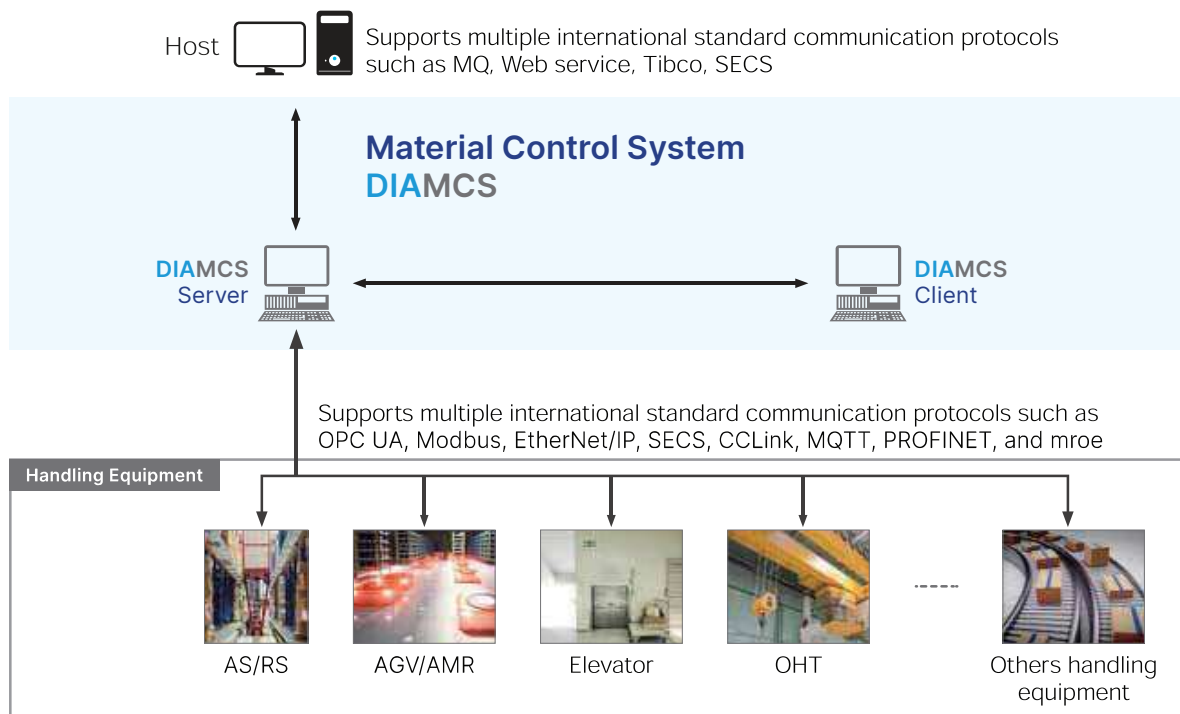 Host
Supports multiple international standard communication protocols
such as MQ, Web service, Tibco, SECS
Material Control System
DIAMCS
DIAMCS
Server
DIAMCS
Client
Supports multiple international standard communication protocols such as
OPC UA, Modbus, EtherNet/IP, SECS, CCLink, MQTT, PROFINET, and mroe
Handling Equipment
AS/RS
AGV/AMR
Elevator
OHT
Others handling
equipment